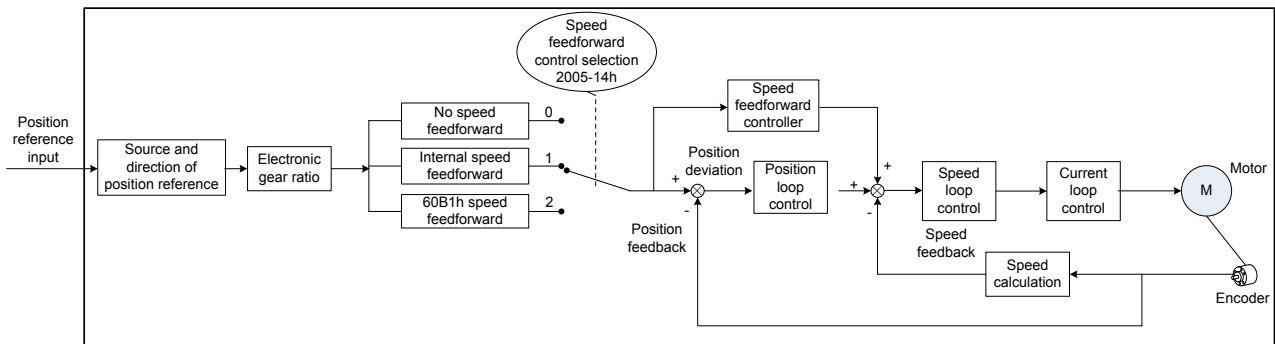 Speed
feedforward
control selection
2005-14h
Position
reference
input
Source and
direction of
position reference
Electronic
gear ratio
No speed
feedforward
0
Internal speed
feedforward
1
60B1h speed
feedforward
2
Speed
feedforward
controller
Position
deviation
+
-
Position
feedback
Position
loop
control
+
+
-
Speed
loop
control
Speed
feedback
Current
loop
control
M
Motor
Speed
calculation
Encoder